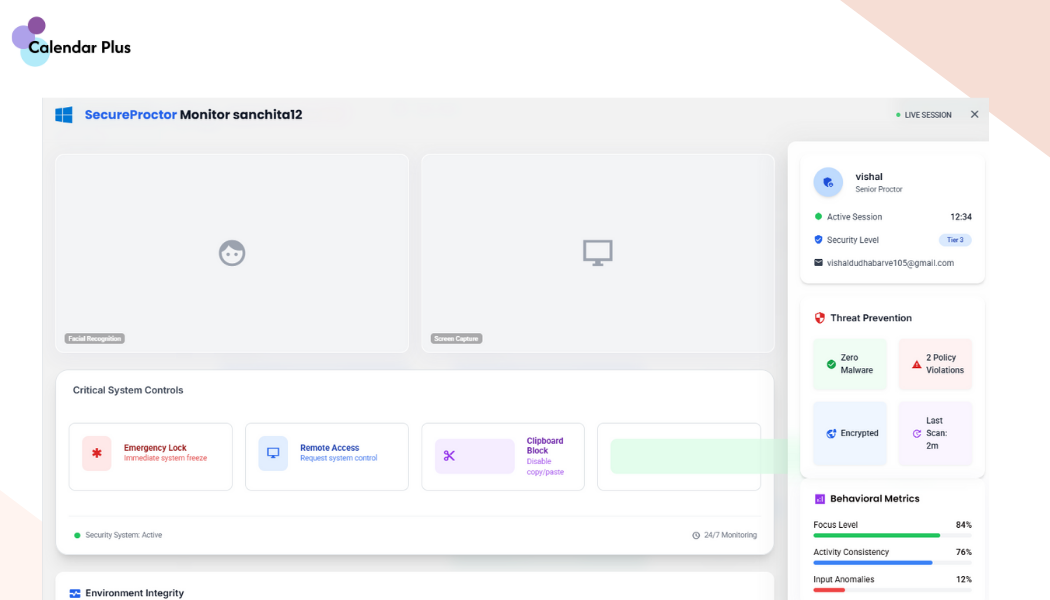 Calendar Plus
SecureProctor Monitor sanchita12
LIVE SESSION
Facial Recognition
Screen Capture
vishal
Senior Proctor
Active Session 12:34
Security Level Tier 3
vishaldudhabarve105@gmail.com
Threat Prevention
Zero
Malware
2 Policy
Violations
Encrypted
Last
Scan:
2m
Critical System Controls
Emergency Lock
Immediate system freeze
Remote Access
Request system control
Clipboard
Block
Disable
copy/paste
Security System: Active
24/7 Monitoring
Behavioral Metrics
Focus Level 84%
Activity Consistency 76%
Input Anomalies 12%
Environment Integrity